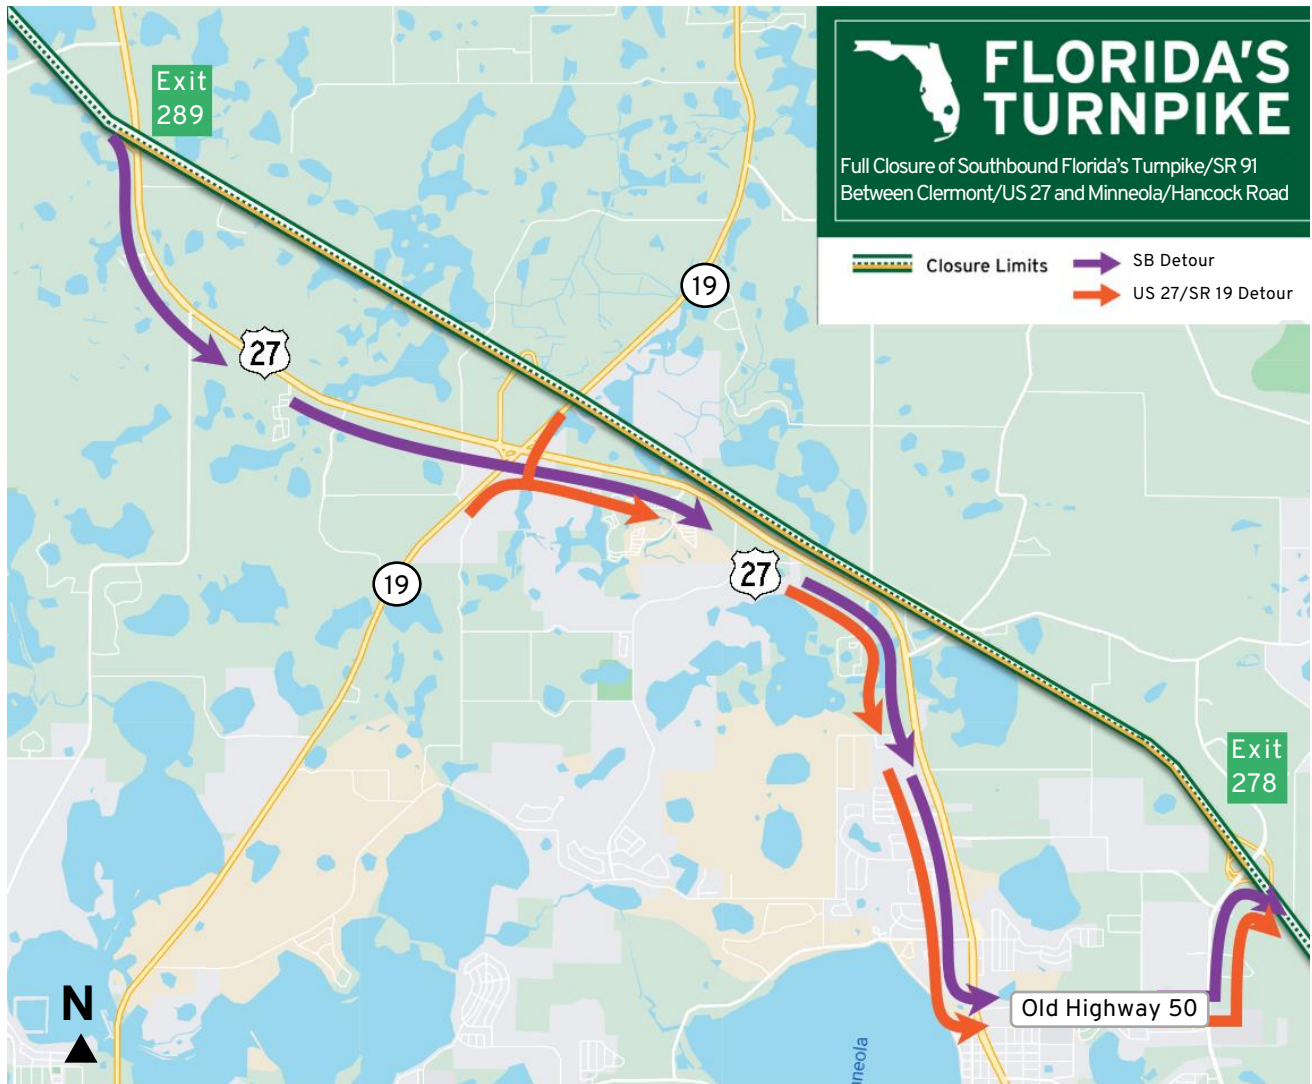 Exit
289
FLORIDA'S
TURNPIKE
Full Closure of Southbound Florida's Turnpike/SR 91
Between Clermont/US 27 and Minneola/Hancock Road
Closure Limits
SB Detour
US 27/SR 19 Detour
19
27
19
27
Exit
278
N
Old Highway 50
nneola